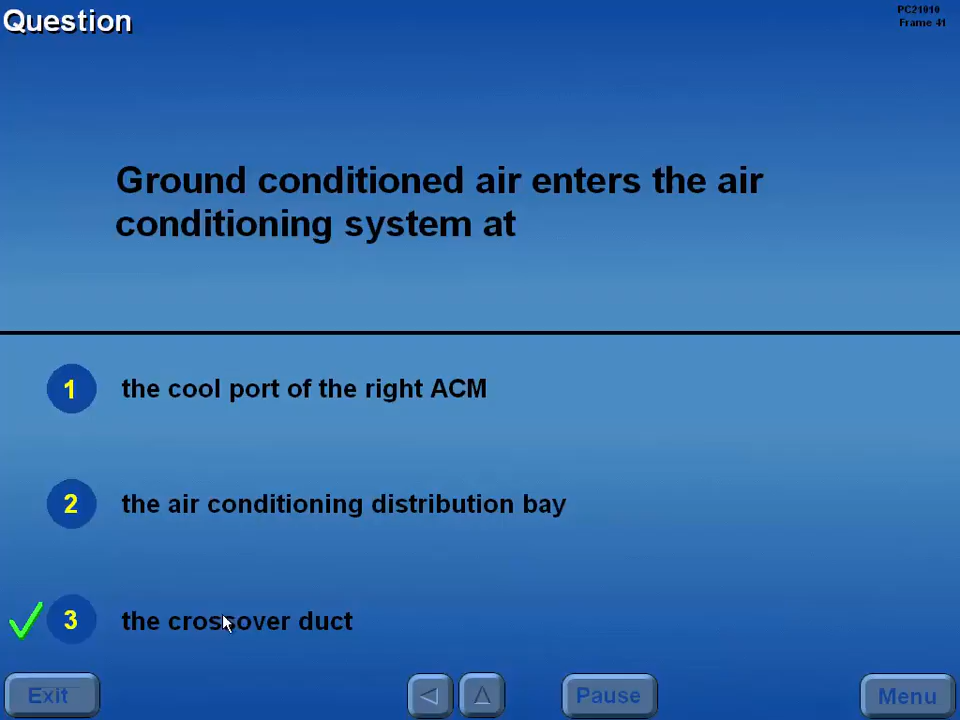 Question
PC21010
Frame 41
Ground conditioned air enters the air
conditioning system at
1 the cool port of the right ACM
2 the air conditioning distribution bay
3 the crossover duct
Exit
Pause
Menu